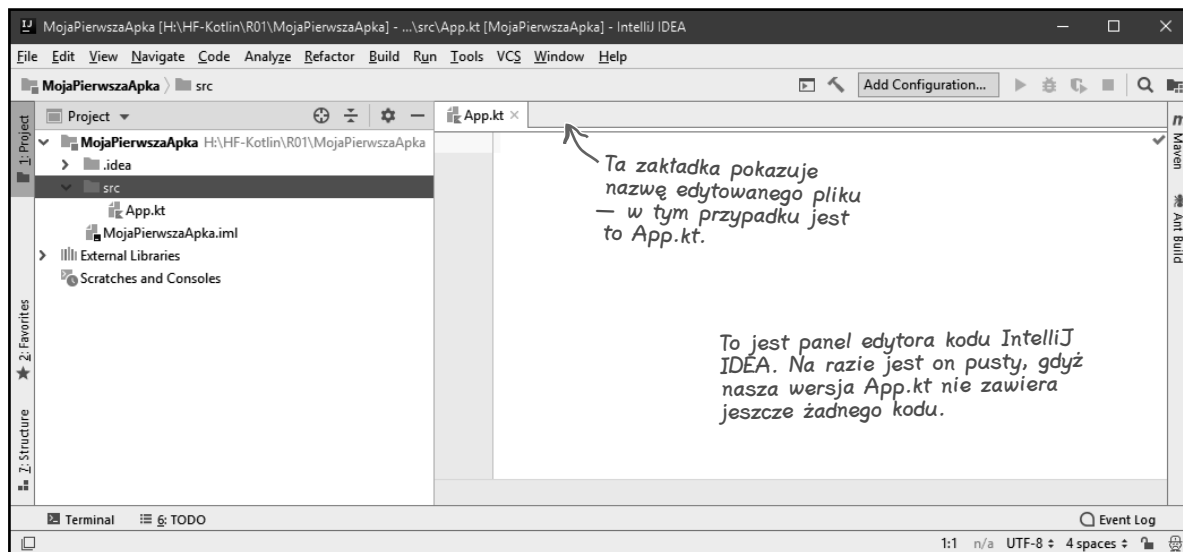 MojaPierwszaApka [H:\HF-Kotlin\R01\MojaPierwszaApka] - ...\src\App.kt [MojaPierwszaApka] - IntelliJ IDEA
File Edit View Navigate Code Analyze Refactor Build Run Tools VCS Window Help
MojaPierwszaApka src
Add Configuration...
1: Project
Project
App.kt
MojaPierwszaApka H:\HF-Kotlin\R01\MojaPierwszaApka
.idea
src
App.kt
MojaPierwszaApka.iml
External Libraries
Scratches and Consoles
Ta zakładka pokazuje
nazwę edytowanego pliku
— w tym przypadku jest
to App.kt.
To jest panel edytora kodu IntelliJ
IDEA. Na razie jest on pusty, gdyż
nasza wersja App.kt nie zawiera
jeszcze żadnego kodu.
Maven
Ant Build
2: Favorites
7: Structure
Terminal 6: TODO Event Log
1:1 n/a UTF-8 4 spaces